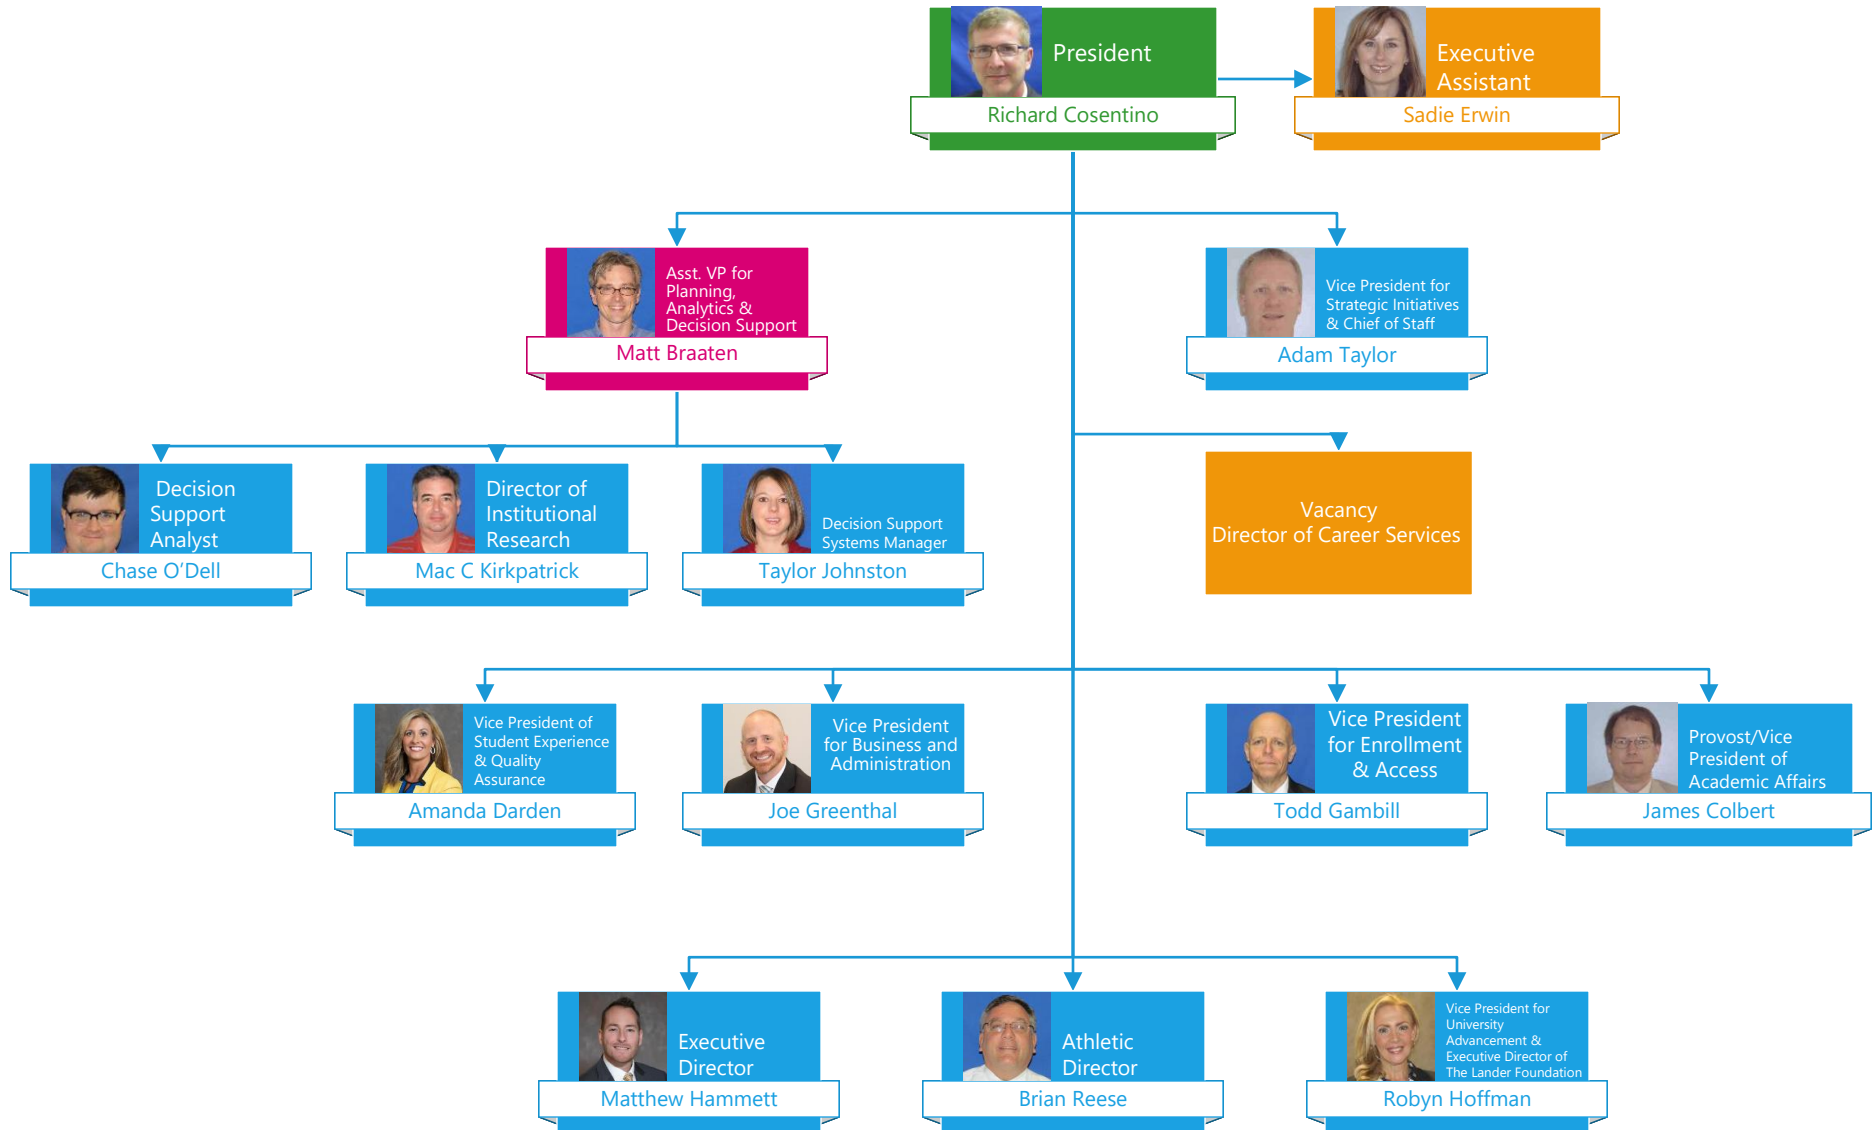 President
Richard Cosentino
Executive
Assistant
Sadie Erwin
Asst. VP for
Planning,
Analytics &
Decision Support
Matt Braaten
Vice President for
Strategic Initiatives
& Chief of Staff
Adam Taylor
Decision
Support
Analyst
Chase O'Dell
Director of
Institutional
Research
Mac C Kirkpatrick
Decision Support
Systems Manager
Taylor Johnston
Vacancy
Director of Career Services
Vice President of
Student Experience
& Quality
Assurance
Amanda Darden
Vice President
for Business and
Administration
Joe Greenthal
Vice President
for Enrollment
& Access
Todd Gambill
Provost/Vice
President of
Academic Affairs
James Colbert
Executive
Director
Matthew Hammett
Athletic
Director
Brian Reese
Vice President for
University
Advancement &
Executive Director of
The Lander Foundation
Robyn Hoffman